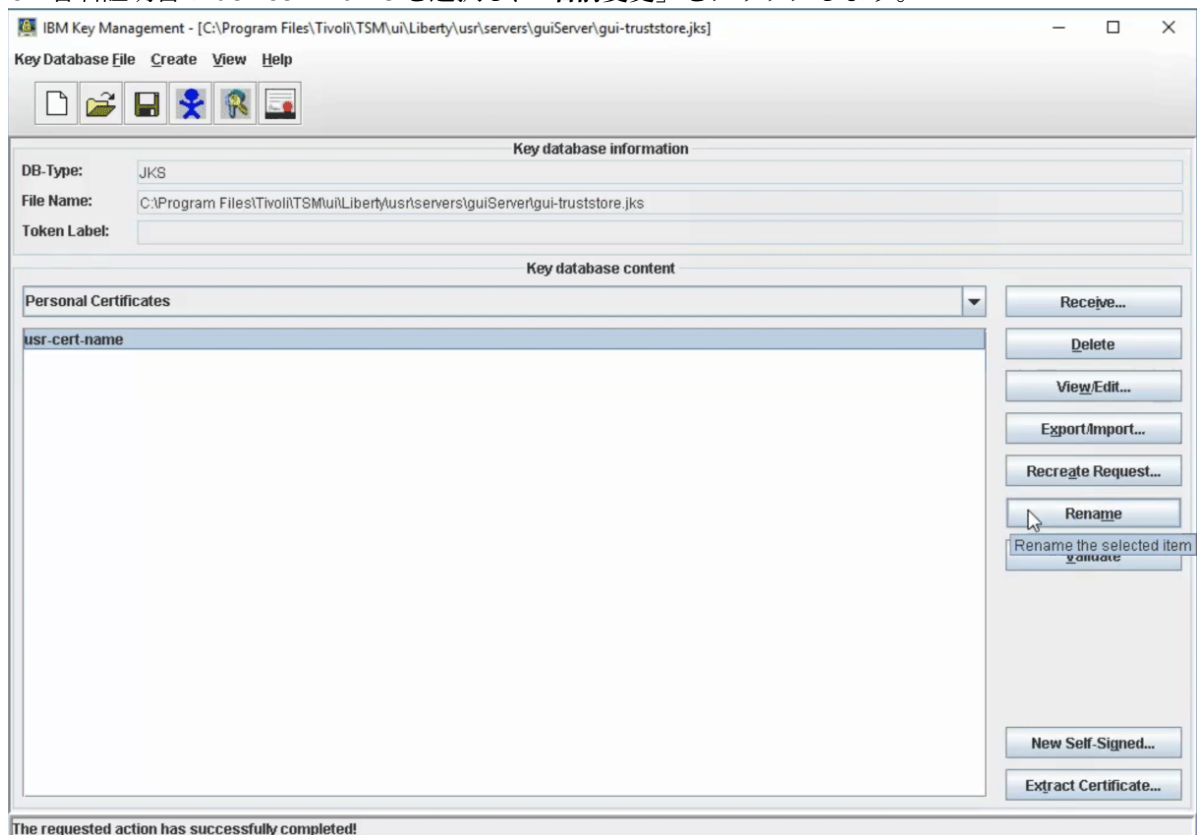 IBM Key Management - [C:\Program Files\Tivoli\TSM\ui\Liberty\usr\servers\guiServer\gui-truststore.jks]
Key Database File Create View Help
Key database information
DB-Type: JKS
File Name: C:\Program Files\Tivoli\TSM\ui\Liberty\usr\servers\guiServer\gui-truststore.jks
Token Label:
Key database content
Personal Certificates
Receive...
usr-cert-name
Delete
View/Edit...
Export/Import...
Recreate Request...
Rename
Rename the selected item
Validate
New Self-Signed...
Extract Certificate...
The requested action has successfully completed!